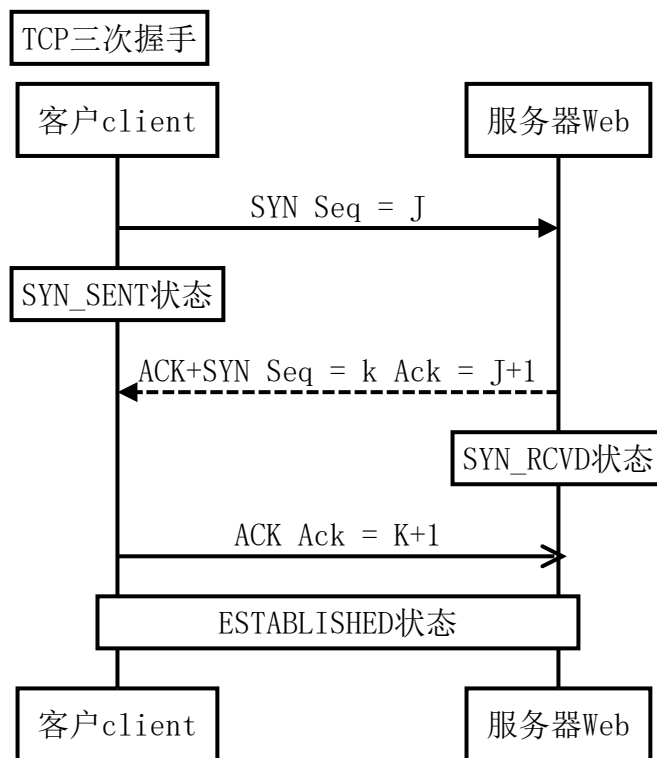 TCP三次握手
客户client 服务器Web
SYN Seq = J
SYN_SENT状态
ACK+SYN Seq = k Ack = J+1
SYN_RCVD状态
ACK Ack = K+1
ESTABLISHED状态
客户client 服务器Web